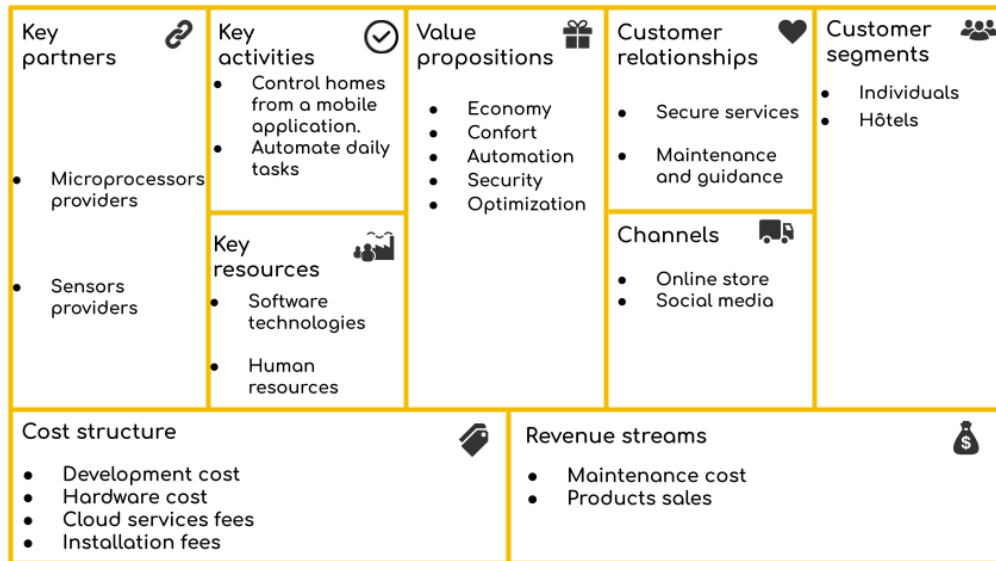 Key
partners
Microprocessors
providers
Sensors
providers
Key
activities
Control homes
from a mobile
application.
Automate daily
tasks
Key
resources
Software
technologies
Human
resources
Value
propositions
Economy
Confort
Automation
Security
Optimization
Customer
relationships
Secure services
Maintenance
and guidance
Channels
Online store
Social media
Customer
segments
Individuals
Hôtels
Cost structure
Development cost
Hardware cost
Cloud services fees
Installation fees
Revenue streams
$
Maintenance cost
Products sales